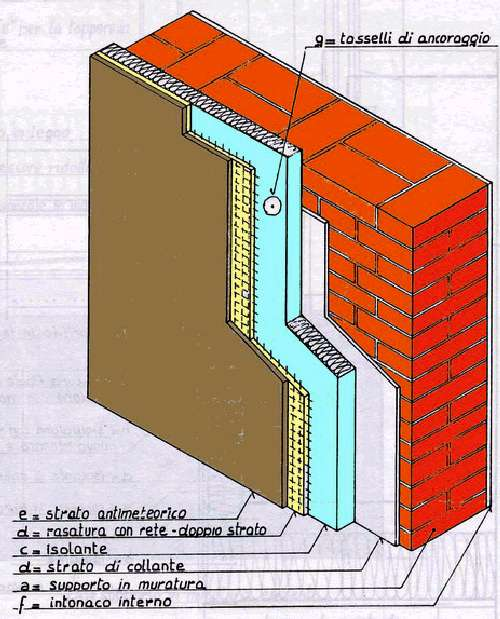 g= tasselli di ancoraggio
e= strato antimeteorico
d= rasatura con rete-doppio strato
c= isolante
d= strato di collante
a= supporto in muratura
f= intonaco interno